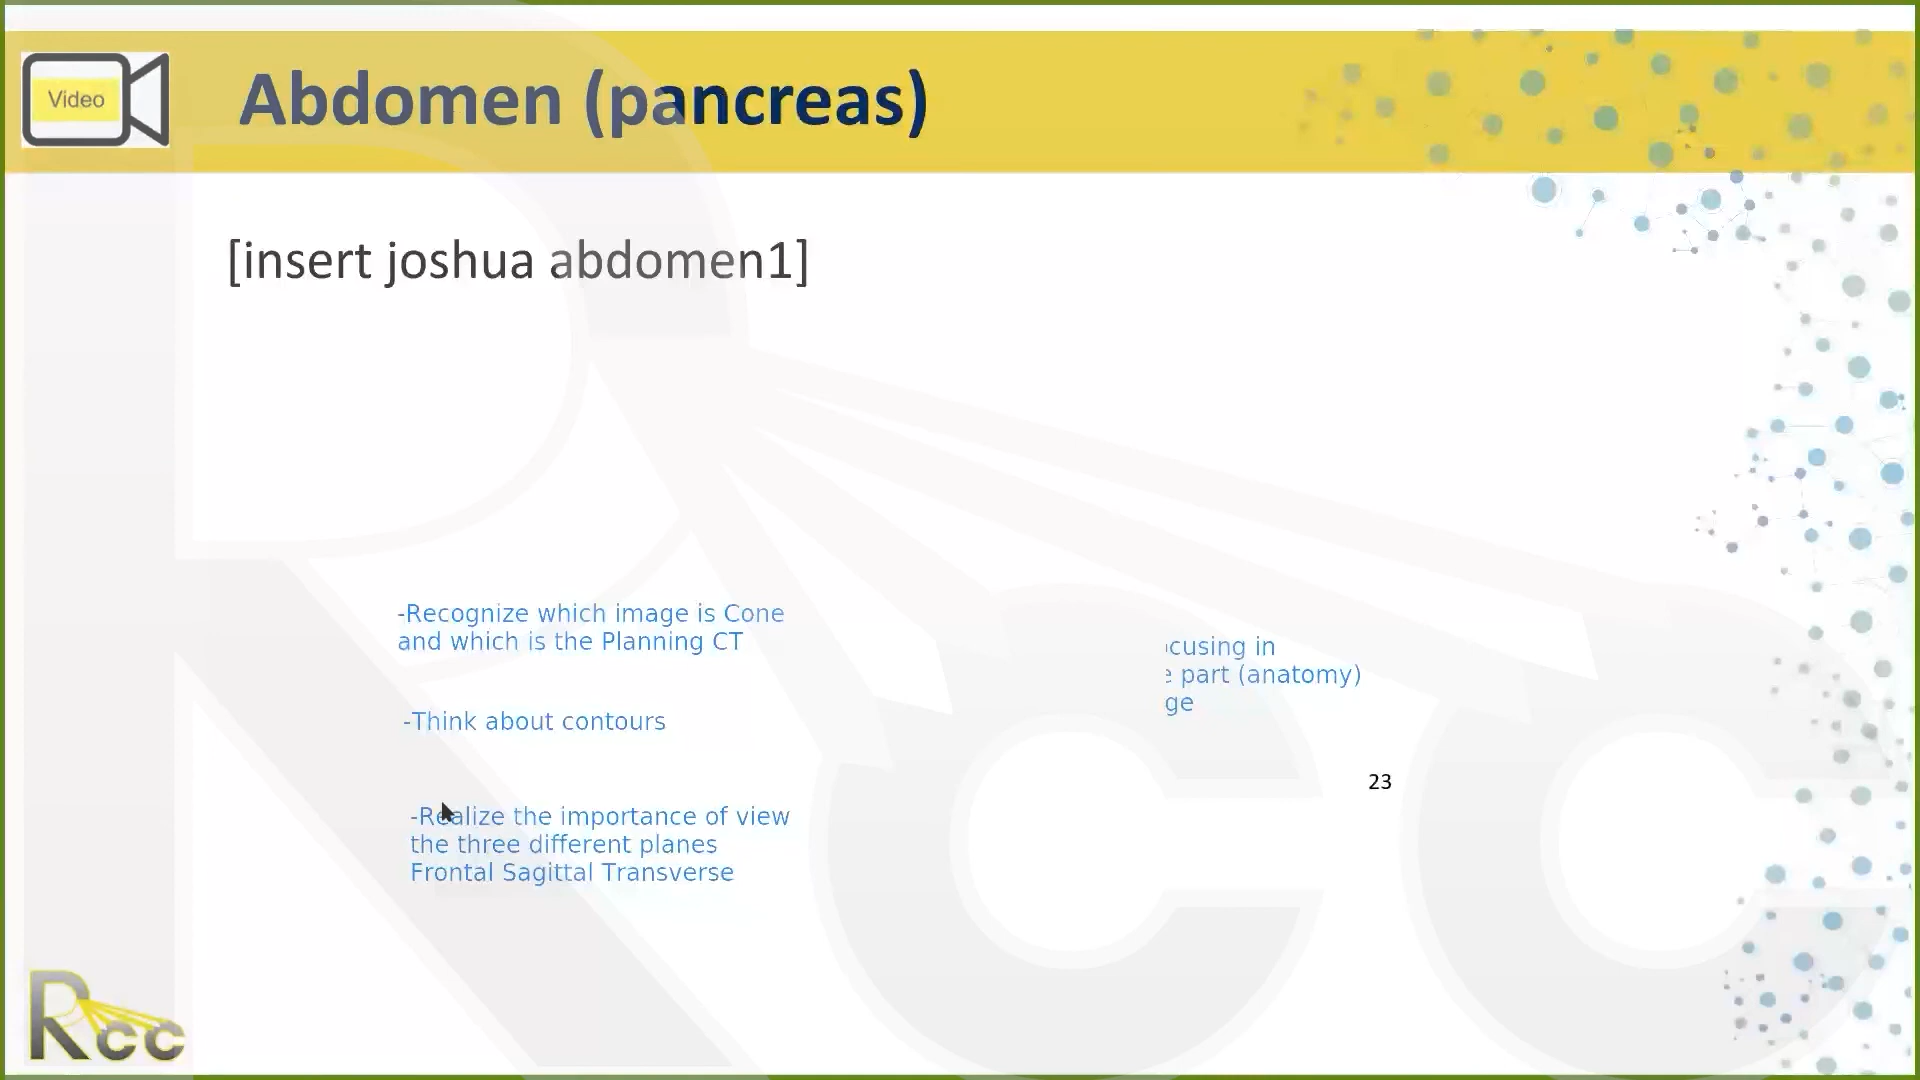 Video
Abdomen (pancreas)
[insert joshua abdomen1]
-Recognize which image is Cone
and which is the Planning CT
-Think about contours
-Realize the importance of view
the three different planes
Frontal Sagittal Transverse
cusing in
part (anatomy)
ge
23
Rcc